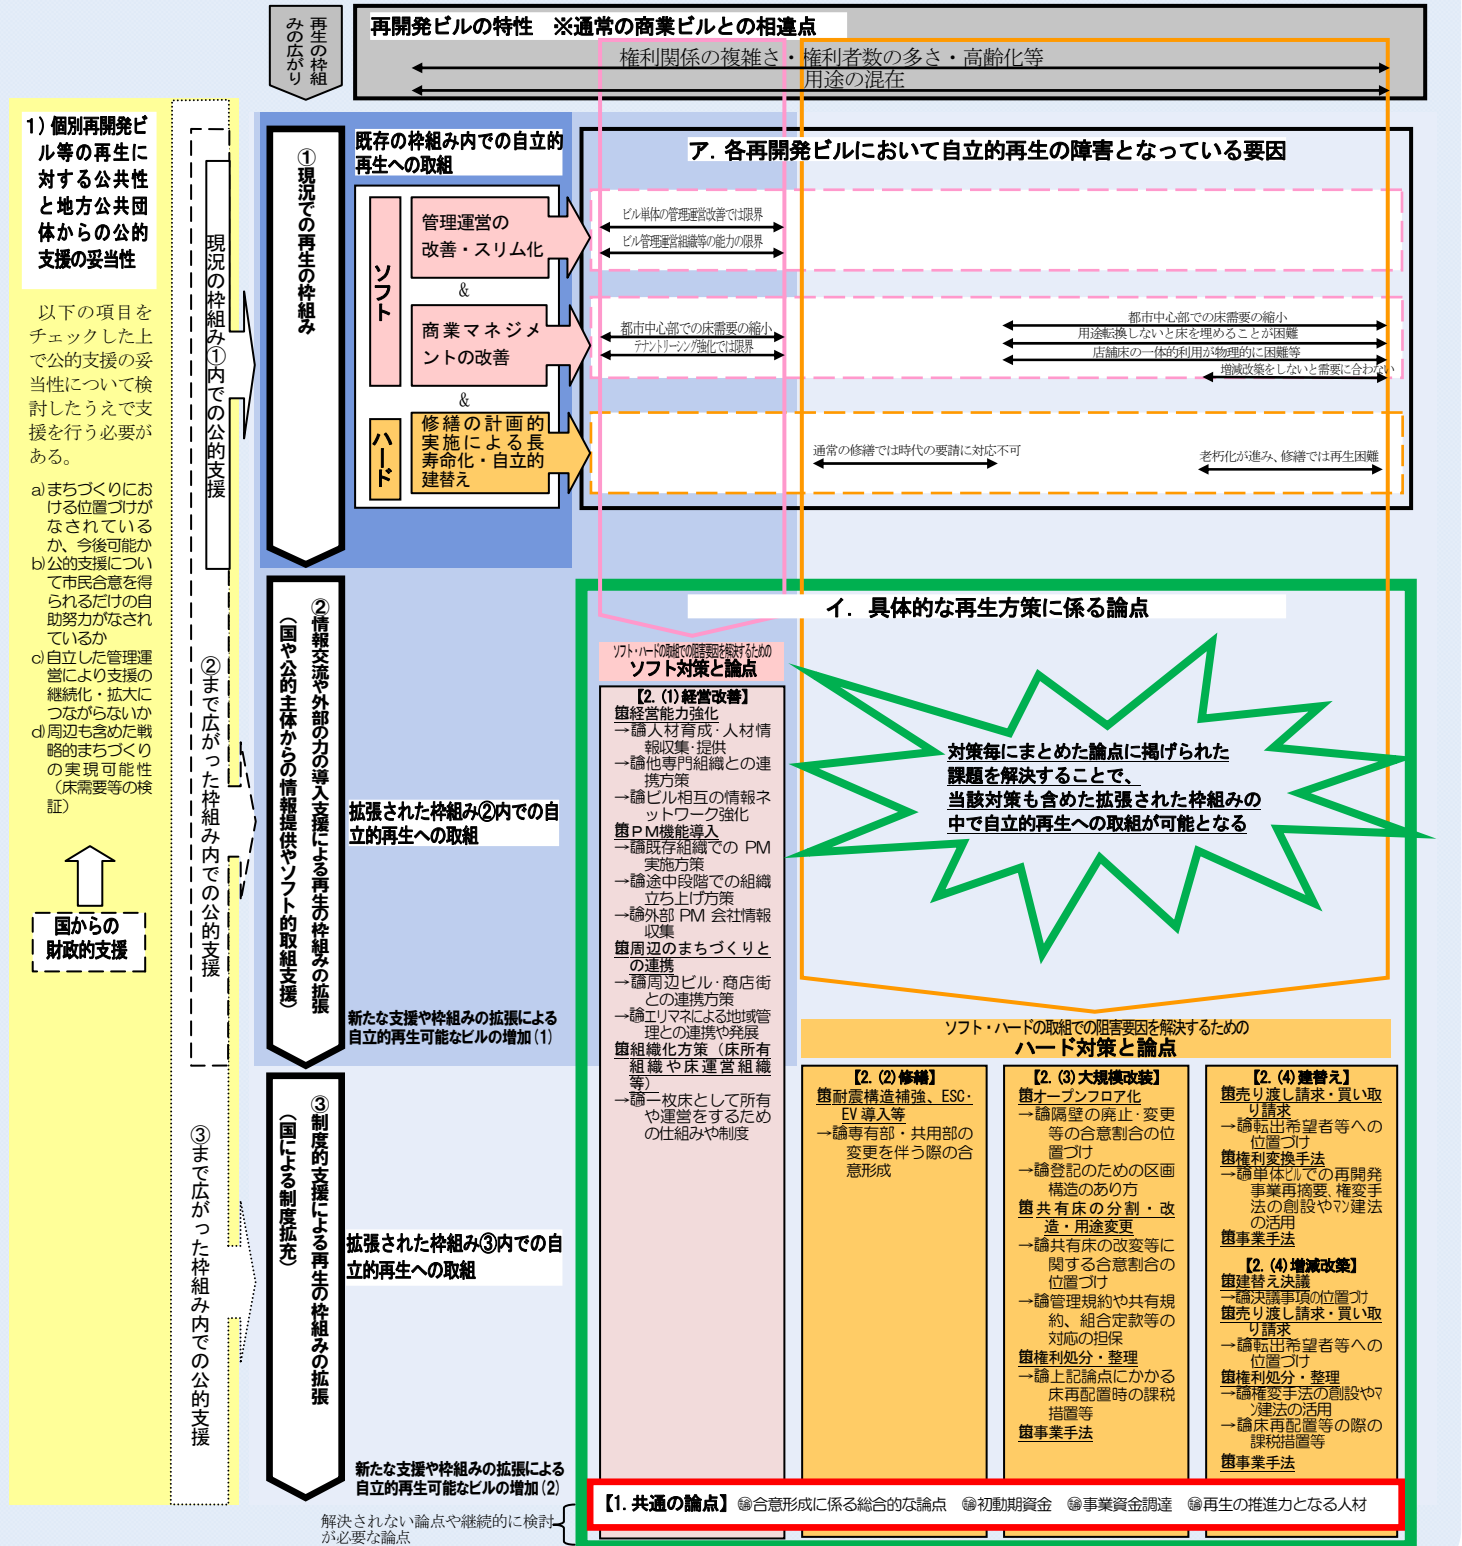 再生の枠組
みの広がり
再開発ビルの特性　※通常の商業ビルとの相違点
権利関係の複雑さ・権利者数の多さ・高齢化等
用途の混在
1）個別再開発ビ
ル等の再生に
対する公共性
と地方公共団
体からの公的
支援の妥当性
以下の項目を
チェックした上
で公的支援の妥
当性について検
討したうえで支
援を行う必要が
ある。
a)まちづくりにお
ける位置づけが
なされている
か、今後可能か
b)公的支援につい
て市民合意を得
られるだけの自
助努力がなされ
ているか
c)自立した管理運
営により支援の
継続化・拡大に
つながらないか
d)周辺も含めた戦
略的まちづくり
の実現可能性
（床需要等の検
証）
国からの
財政的支援
現況の枠組み①内での公的支援
②まで広がった枠組み内での公的支援
③まで広がった枠組み内での公的支援
①現況での再生の枠組み
既存の枠組み内での自立的
再生への取組
ソフト
管理運営の
改善・スリム化
&
商業マネジメ
ントの改善
&
ハード
修繕の計画的
実施による長
寿命化・自立的
建替え
ア．各再開発ビルにおいて自立的再生の障害となっている要因
ビル単体の管理運営改善では限界
ビル管理運営組織等の能力の限界
都市中心部での床需要の縮小
テナントリーシング強化では限界
都市中心部での床需要の縮小
用途転換しないと床を埋めることが困難
店舗床の一体的利用が物理的に困難等
増減改築をしないと需要に合わない
通常の修繕では時代の要請に対応不可
老朽化が進み、修繕では再生困難
②情報交流や外部の力の導入支援による再生の枠組みの拡張
（国や公的主体からの情報提供やソフト的取組支援）
拡張された枠組み②内での自
立的再生への取組
新たな支援や枠組みの拡張による
自立的再生可能なビルの増加(1)
③制度的支援による再生の枠組みの拡張
（国による制度拡充）
拡張された枠組み③内での自
立的再生への取組
新たな支援や枠組みの拡張による
自立的再生可能なビルの増加(2)
解決されない論点や継続的に検討
が必要な論点
イ．具体的な再生方策に係る論点
ソフト・ハードの取組での阻害要因を解決するための
ソフト対策と論点
【2.(1)経営改善】
策経営能力強化
→論人材育成・人材情
報収集・提供
→論他専門組織との連
携方策
→論ビル相互の情報ネ
ットワーク強化
策ＰＭ機能導入
→論既存組織での PM
実施方策
→論途中段階での組織
立ち上げ方策
→論外部 PM 会社情報
収集
策周辺のまちづくりと
の連携
→論周辺ビル・商店街
との連携方策
→論エリマネによる地域管
理との連携や発展
策組織化方策（床所有
組織や床運営組織
等）
→論一枚床として所有
や運営をするため
の仕組みや制度
対策毎にまとめた論点に掲げられた
課題を解決することで、
当該対策も含めた拡張された枠組みの
中で自立的再生への取組が可能となる
ソフト・ハードの取組での阻害要因を解決するための
ハード対策と論点
【2.(2)修繕】
策耐震構造補強、ESC・
EV 導入等
→論専有部・共用部の
変更を伴う際の合
意形成
【2.(3)大規模改装】
策オープンフロア化
→論隔壁の廃止・変更
等の合意割合の位
置づけ
→論登記のための区画
構造のあり方
策共有床の分割・改
造・用途変更
→論共有床の改変等に
関する合意割合の
位置づけ
→論管理規約や共有規
約、組合定款等の
対応の担保
策権利処分・整理
→論上記論点にかかる
床再配置時の課税
措置等
策事業手法
【2.(4)建替え】
策売り渡し請求・買い取
り請求
→論転出希望者等への
位置づけ
策権利変換手法
→論単体ビルでの再開発
事業再摘要、権変手
法の創設やマン建法
の活用
策事業手法
【2.(4)増減改築】
策建替え決議
→論決議事項の位置づけ
策売り渡し請求・買い取
り請求
→論転出希望者等への
位置づけ
策権利処分・整理
→論権変手法の創設やマ
ン建法の活用
→論床再配置等の際の
課税措置等
策事業手法
【1.共通の論点】 論合意形成に係る総合的な論点　論初動期資金　論事業資金調達　論再生の推進力となる人材